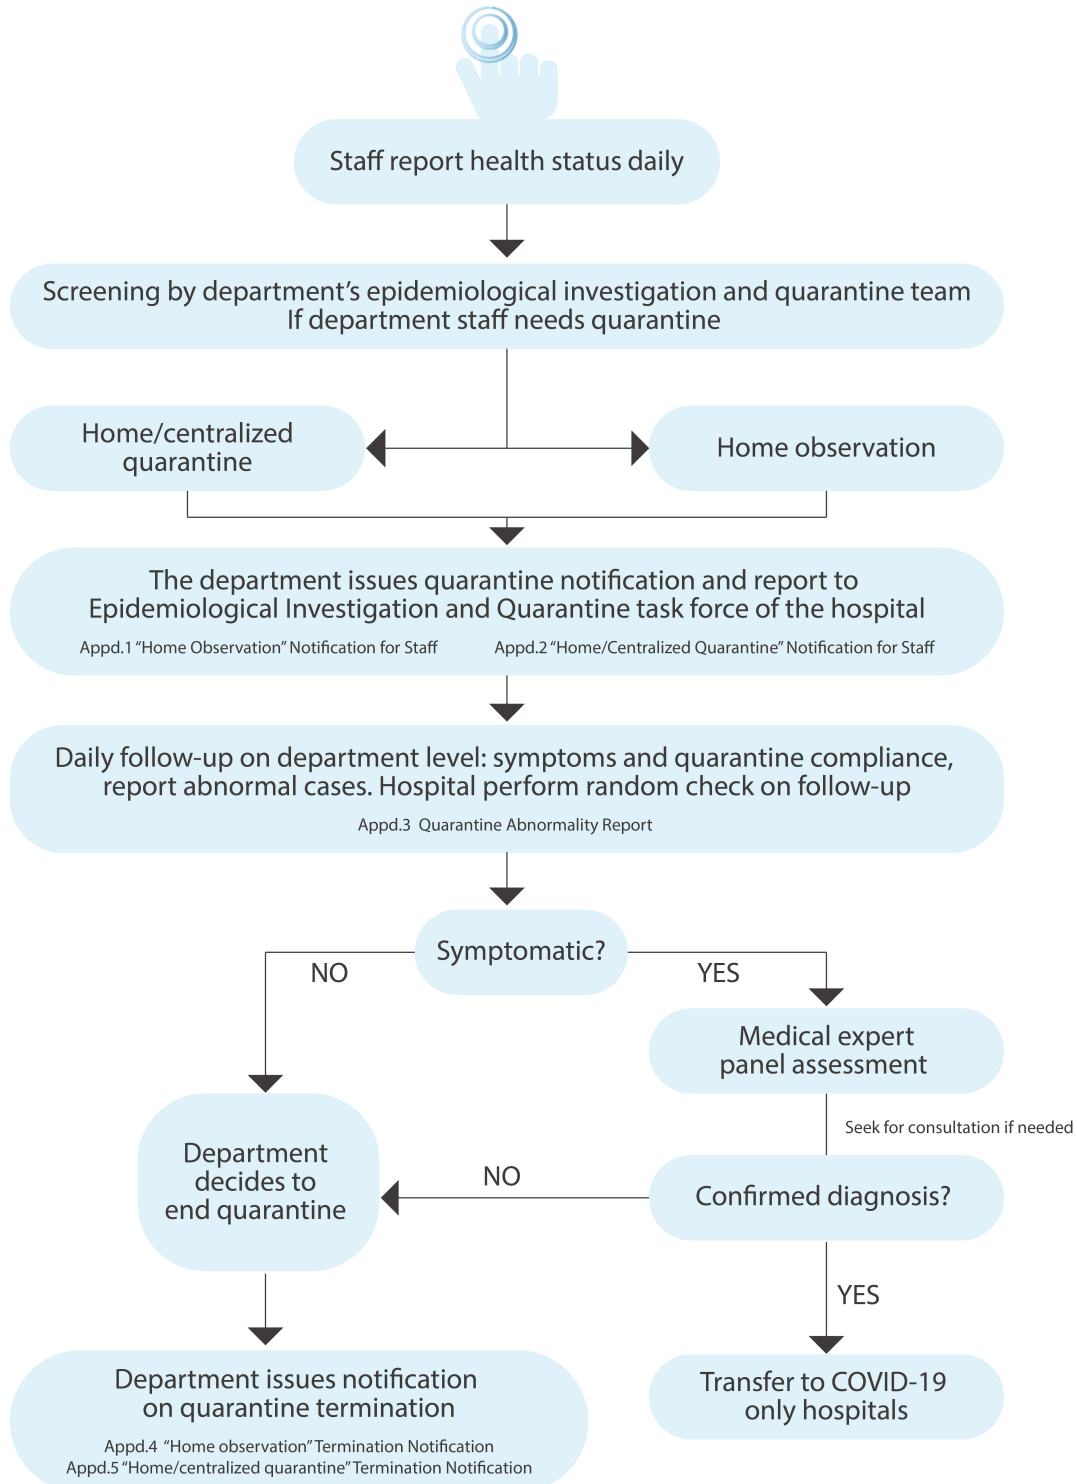 Staff report health status daily
Screening by department’s epidemiological investigation and quarantine team
If department staff needs quarantine
Home/centralized
quarantine
Home observation
The department issues quarantine notification and report to
Epidemiological Investigation and Quarantine task force of the hospital
Appd.1 “Home Observation” Notification for Staff
Appd.2 “Home/Centralized Quarantine” Notification for Staff
Daily follow-up on department level: symptoms and quarantine compliance,
report abnormal cases. Hospital perform random check on follow-up
Appd.3 Quarantine Abnormality Report
Symptomatic?
NO
YES
Medical expert
panel assessment
Seek for consultation if needed
Department
decides to
end quarantine
NO
Confirmed diagnosis?
YES
Department issues notification
on quarantine termination
Appd.4 “Home observation” Termination Notification
Appd.5 “Home/centralized quarantine” Termination Notification
Transfer to COVID-19
only hospitals